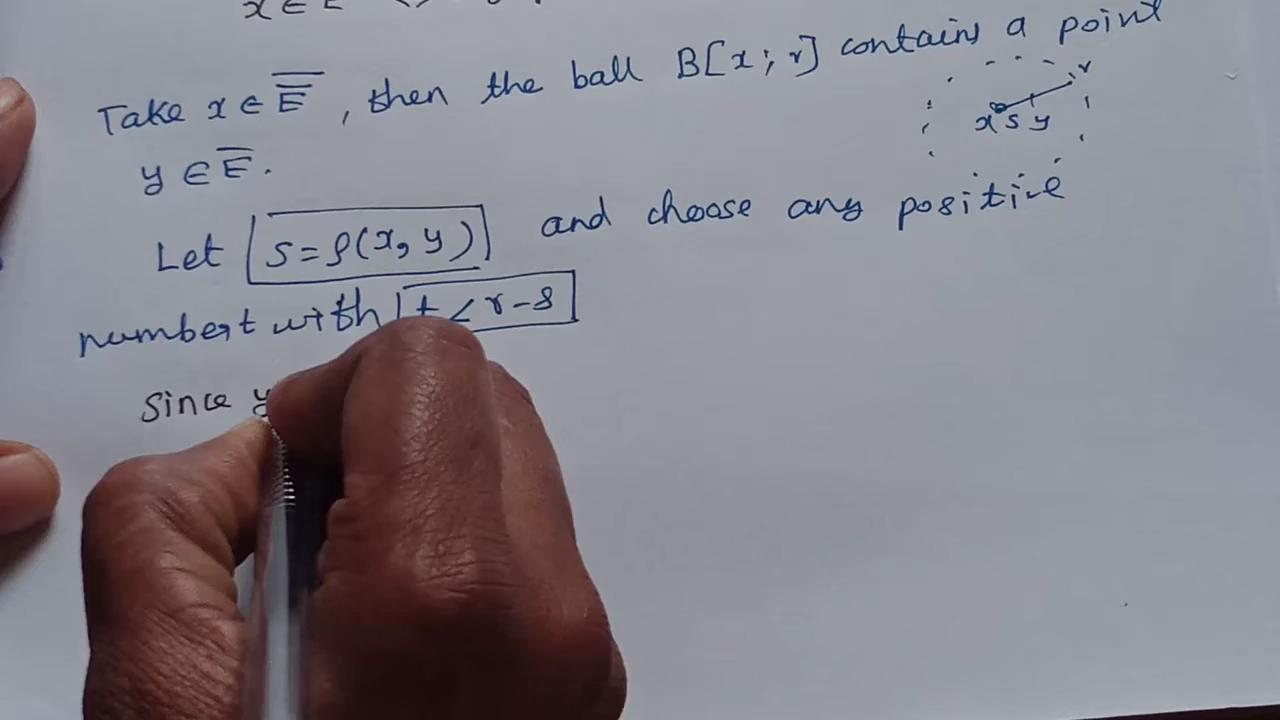 x ∈ E
Take x ∈ E̿, then the ball B[x; r] contains a point
r
x s y
y ∈ E̅.
Let s = ρ(x, y) and choose any positive
number t with t < r - s
Since y